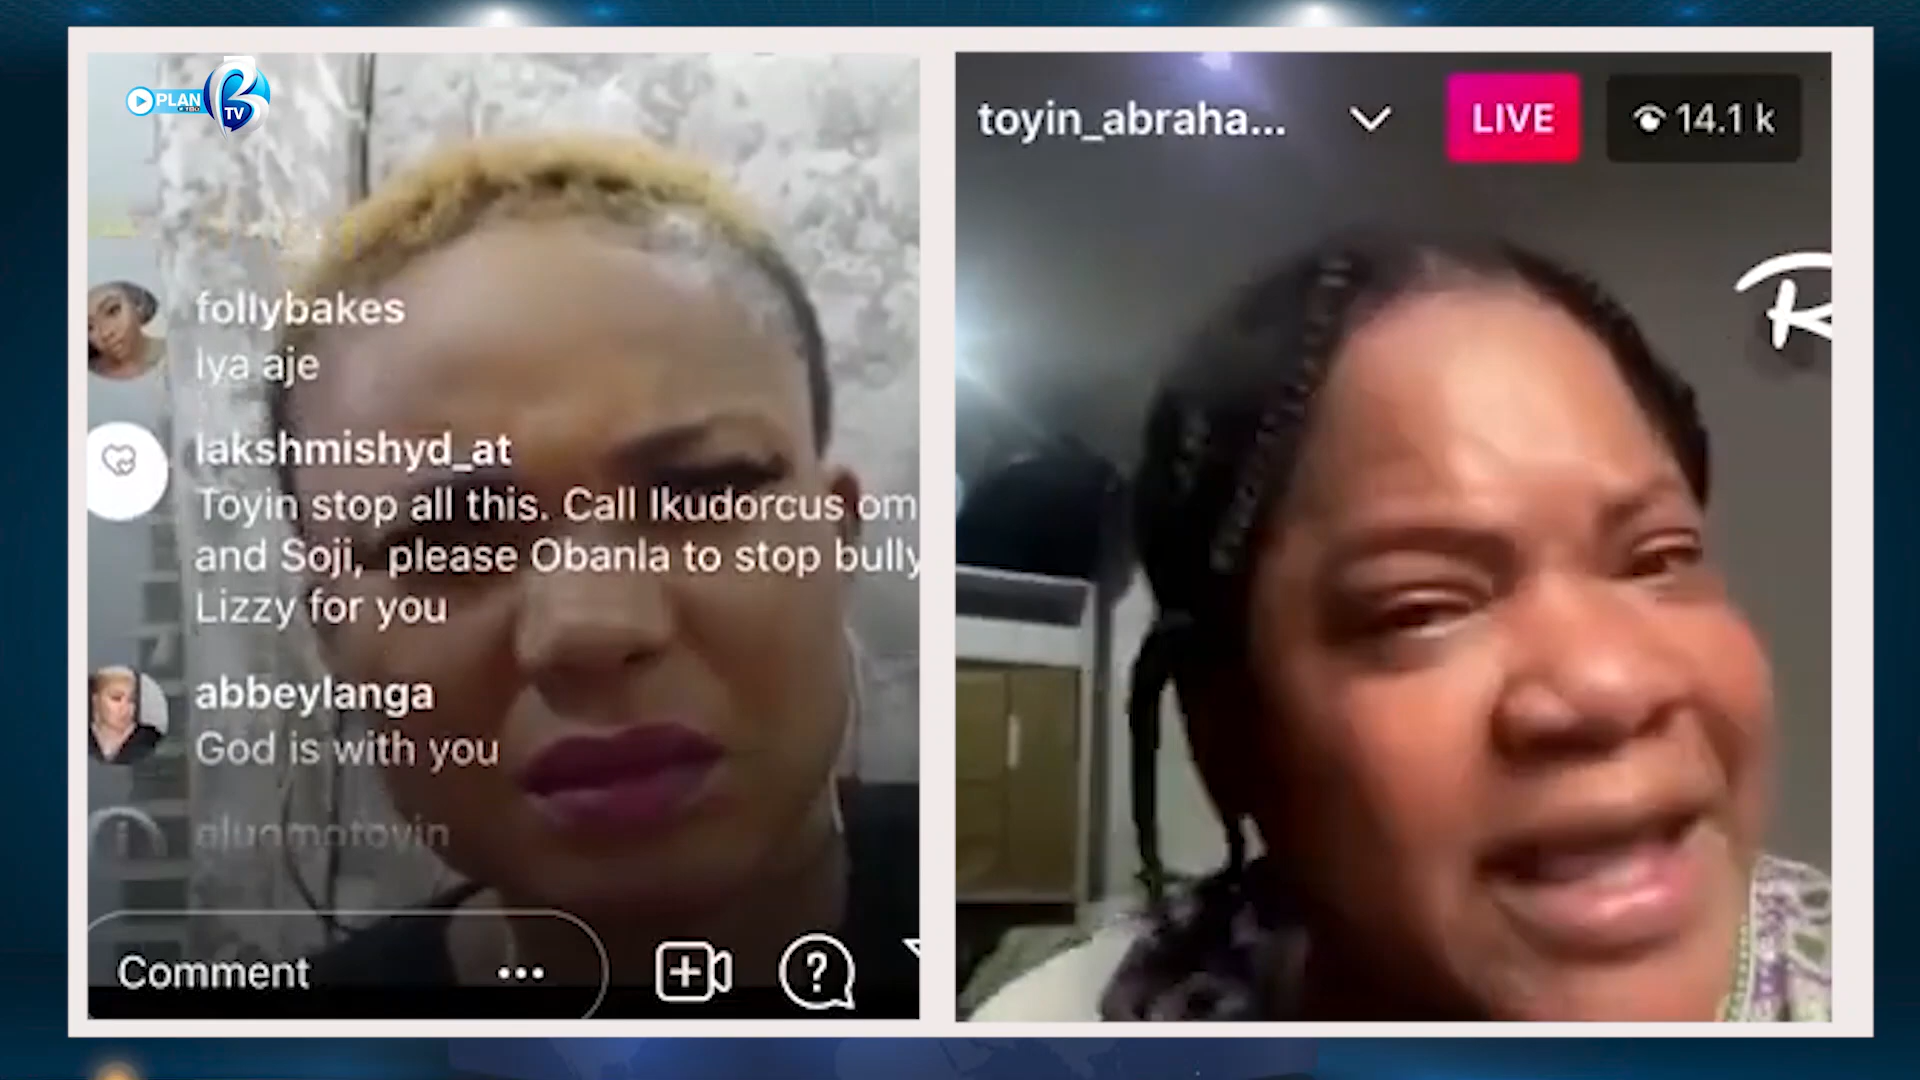 PLAN
B
TV
follybakes
Iya aje
lakshmishyd_at
Toyin stop all this. Call Ikudorcus om
and Soji, please Obanla to stop bully
Lizzy for you
abbeylanga
God is with you
Comment
toyin_abraha...
LIVE
14.1 k
R